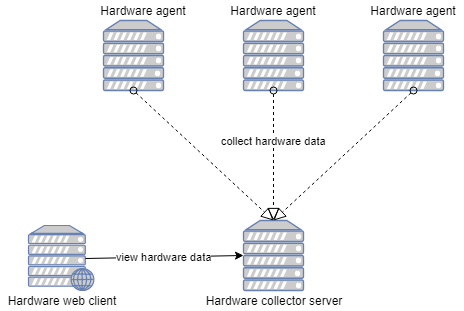 Hardware agent
Hardware agent
Hardware agent
collect hardware data
view hardware data
Hardware web client
Hardware collector server